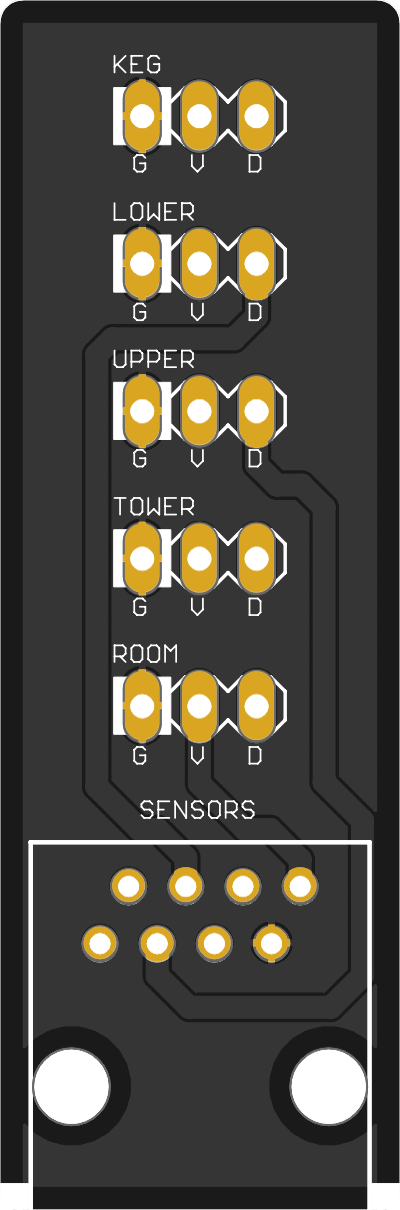 KEG
G V D
LOWER
G V D
UPPER
G V D
TOWER
G V D
ROOM
G V D
SENSORS